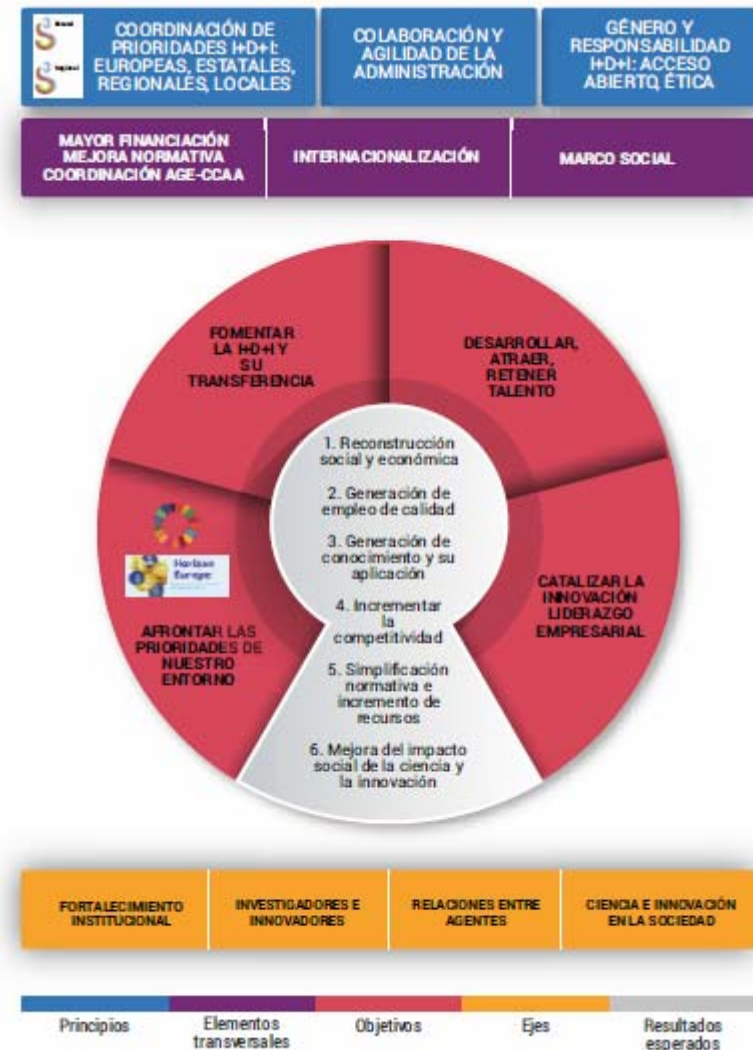 COORDINACIÓN DE
PRIORIDADES I+D+I:
EUROPEAS, ESTATALES,
REGIONALES, LOCALES
COLABORACIÓN Y
AGILIDAD DE LA
ADMINISTRACIÓN
GÉNERO Y
RESPONSABILIDAD
I+D+I: ACCESO
ABIERTO, ÉTICA
MAYOR FINANCIACIÓN
MEJORA NORMATIVA
COORDINACIÓN AGE-CCAA
INTERNACIONALIZACIÓN
MARCO SOCIAL
FOMENTAR
LA I+D+I Y
SU
TRANSFERENCIA
DESARROLLAR,
ATRAER,
RETENER
TALENTO
1. Reconstrucción
social y económica
2. Generación de
empleo de calidad
3. Generación de
conocimiento y su
aplicación
4. Incrementar
la
competitividad
5. Simplificación
normativa e
incremento de
recursos
6. Mejora del impacto
social de la ciencia y
la innovación
Horizon
Europe
AFRONTAR LAS
PRIORIDADES DE
NUESTRO
ENTORNO
CATALIZAR LA
INNOVACIÓN
LIDERAZGO
EMPRESARIAL
FORTALECIMIENTO
INSTITUCIONAL
INVESTIGADORES E
INNOVADORES
RELACIONES ENTRE
AGENTES
CIENCIA E INNOVACIÓN
EN LA SOCIEDAD
Principios
Elementos
transversales
Objetivos
Ejes
Resultados
esperados